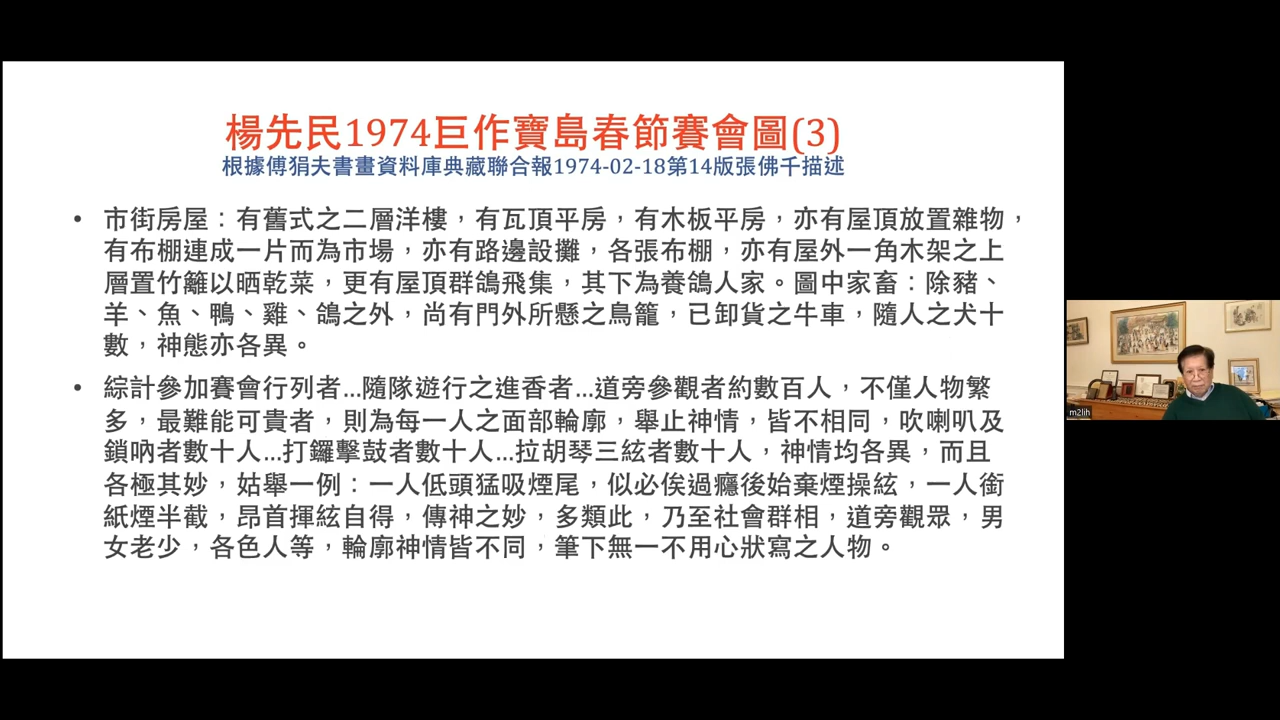 楊先民1974巨作寶島春節賽會圖(3)
根據傅狷夫書畫資料庫典藏聯合報1974-02-18第14版張佛千描述
• 市街房屋：有舊式之二層洋樓，有瓦頂平房，有木板平房，亦有屋頂放置雜物，
有布棚連成一片而為市場，亦有路邊設攤，各張布棚，亦有屋外一角木架之上
層置竹籬以晒乾菜，更有屋頂群鴿飛集，其下為養鴿人家。圖中家畜：除豬、
羊、魚、鴨、雞、鴿之外，尚有門外所懸之鳥籠，已卸貨之牛車，隨人之犬十
數，神態亦各異。
• 綜計參加賽會行列者...隨隊遊行之進香者...道旁參觀者約數百人，不僅人物繁
多，最難能可貴者，則為每一人之面部輪廓，舉止神情，皆不相同，吹喇叭及
鎖吶者數十人...打鑼擊鼓者數十人...拉胡琴三絃者數十人，神情均各異，而且
各極其妙，姑舉一例：一人低頭猛吸煙尾，似必俟過癮後始棄煙操絃，一人銜
紙煙半截，昂首揮絃自得，傳神之妙，多類此，乃至社會群相，道旁觀眾，男
女老少，各色人等，輪廓神情皆不同，筆下無一不用心狀寫之人物。
m2lih